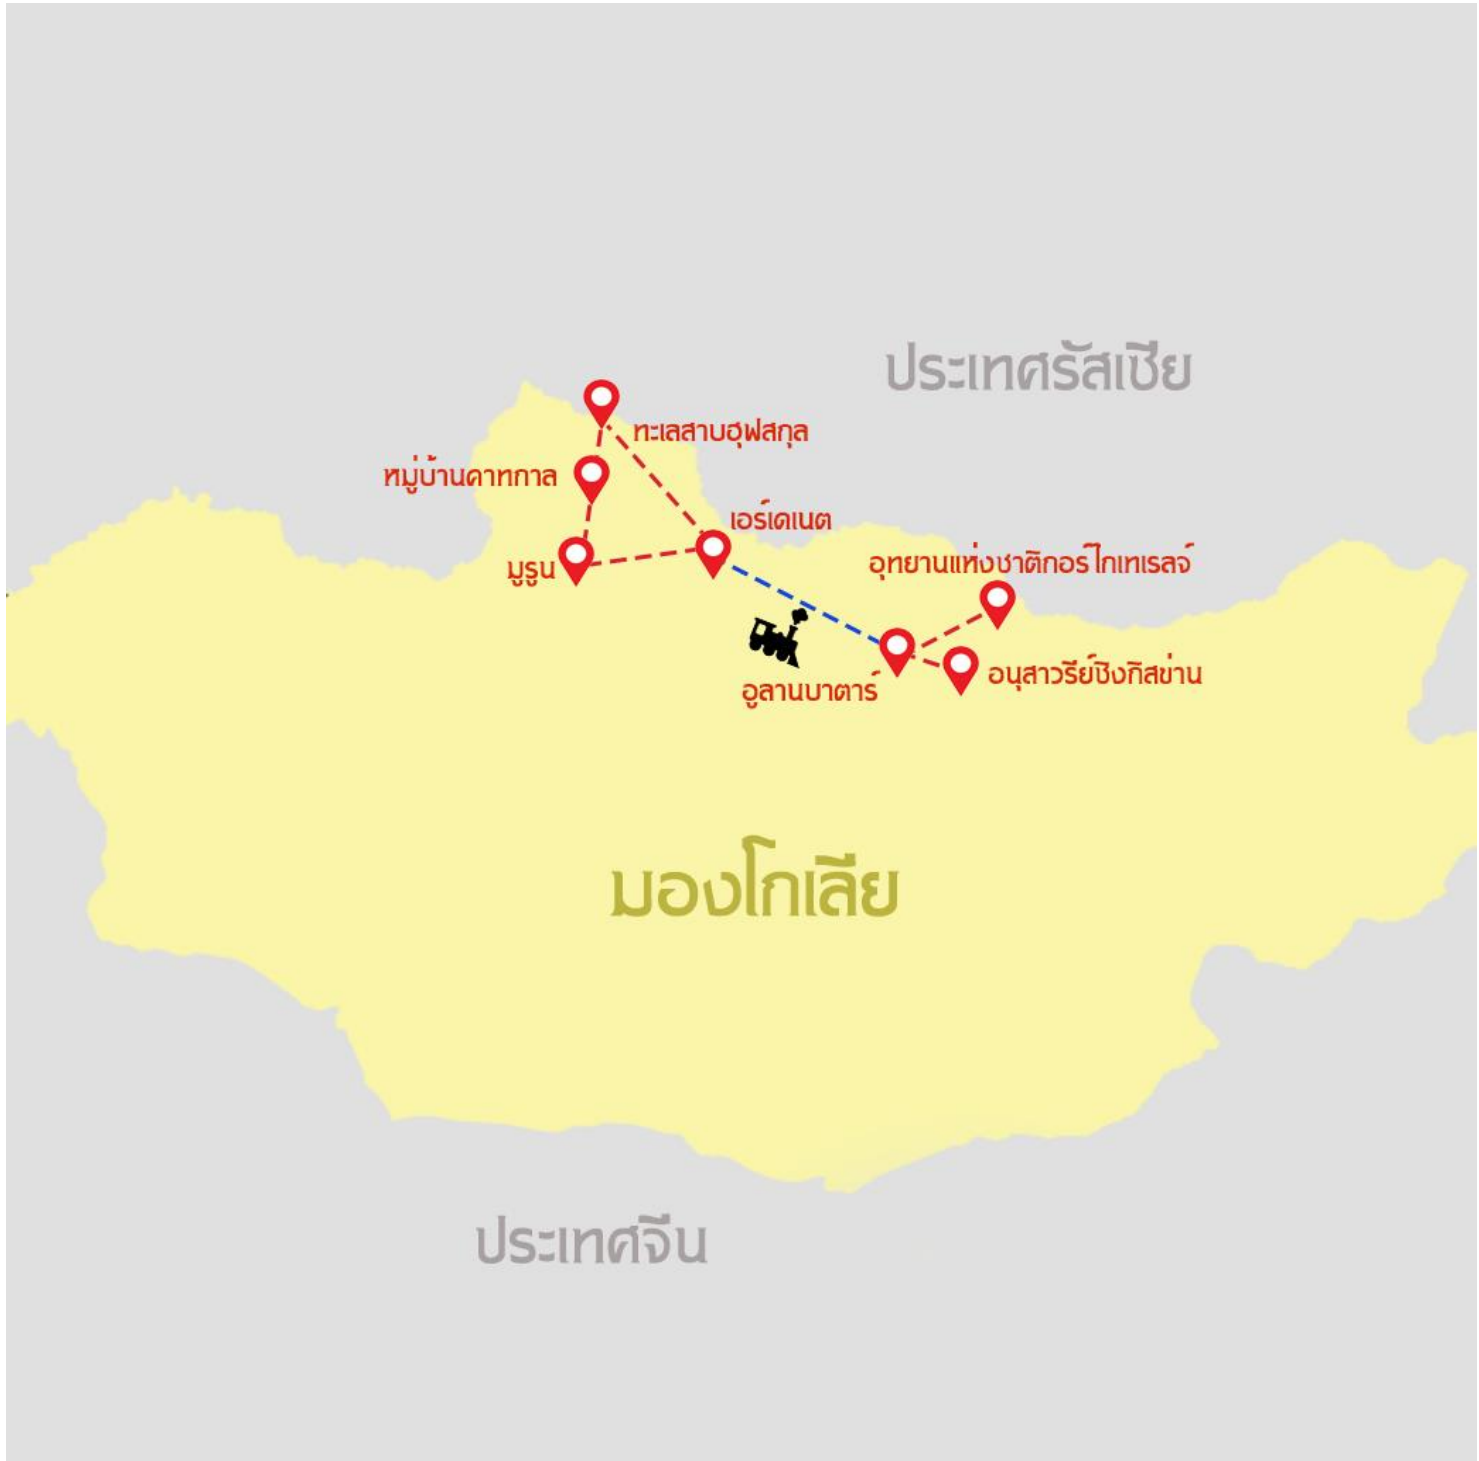 ประเทศรัสเซีย
ทะเลสาบฮุฟสกุล
หมู่บ้านคาทกาล
เอร์เดเนต
อุทยานแห่งชาติกอร์ไกเทเรลจ์
มูรูน
อนุสาวรีย์ชิงกิสข่าน
อูลานบาตาร์
มองโกเลีย
ประเทศจีน